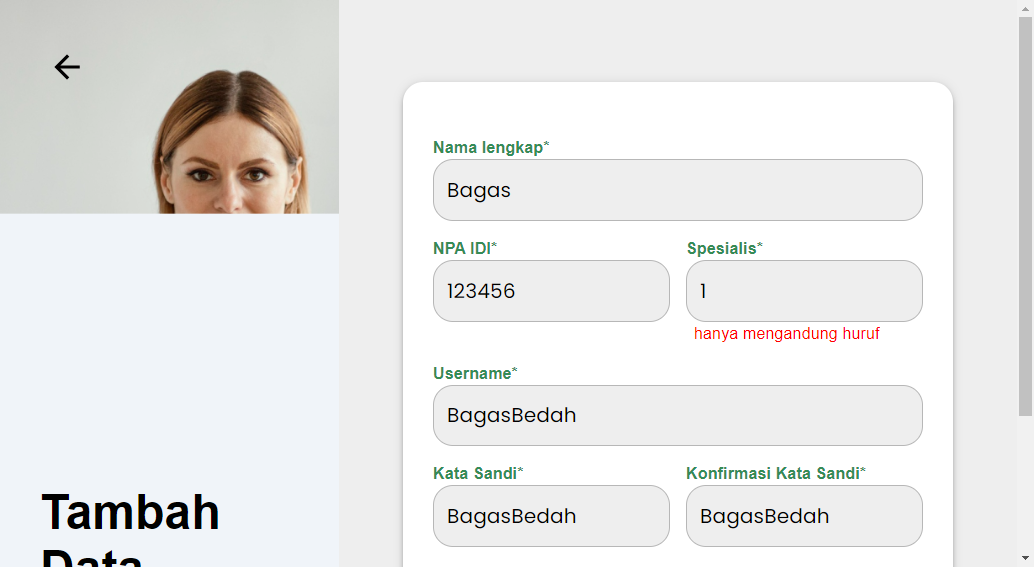 Nama lengkap*
Bagas
NPA IDI* Spesialis*
123456 1
hanya mengandung huruf
Username*
BagasBedah
Kata Sandi* Konfirmasi Kata Sandi*
BagasBedah BagasBedah
Tambah
Data